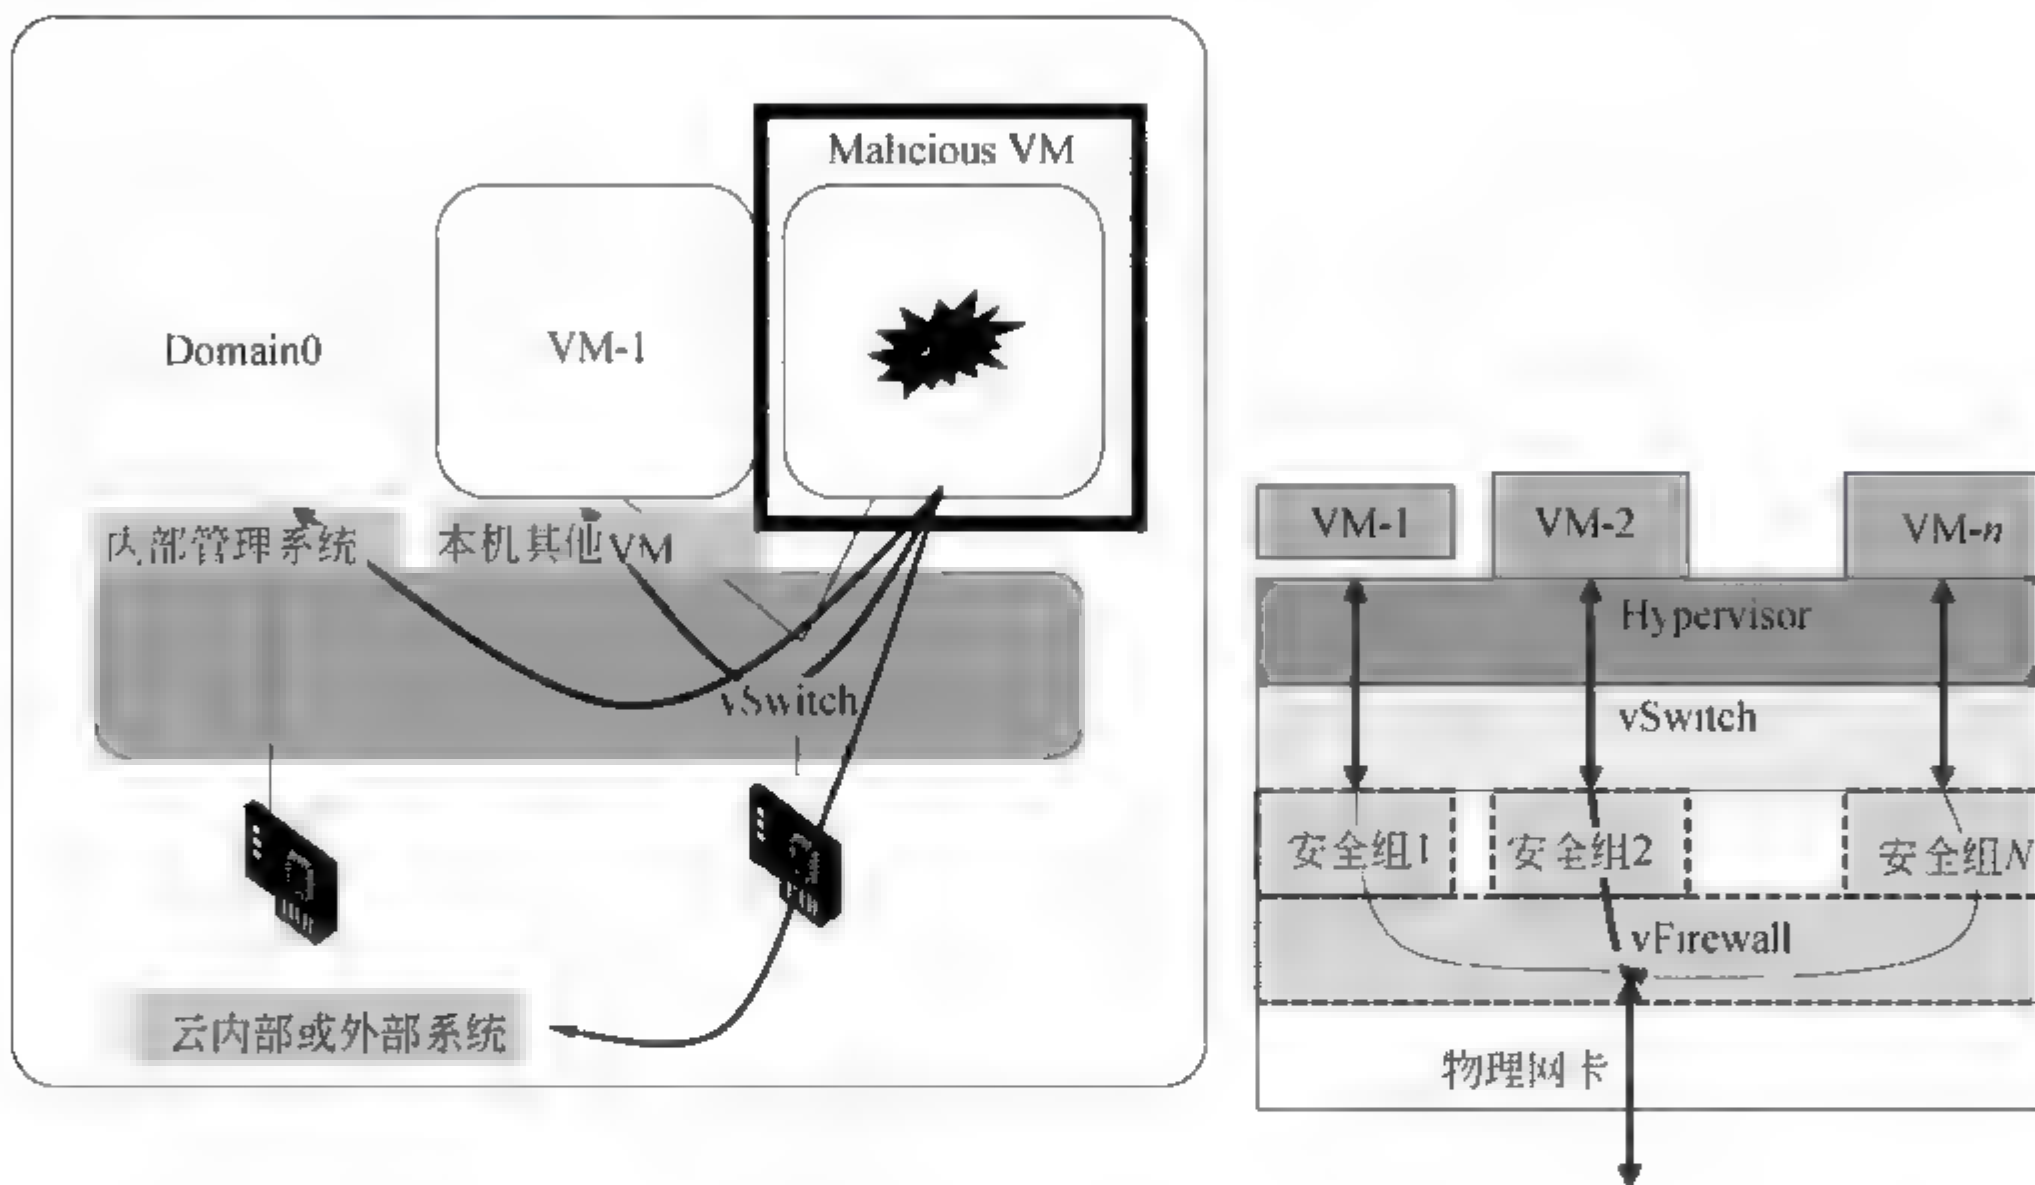 Malicious VM
Domain0
VM-1
内部管理系统
本机其他VM
vSwitch
云内部或外部系统
VM-1
VM-2
VM-n
Hypervisor
vSwitch
安全组1
安全组2
安全组N
vFirewall
物理网卡